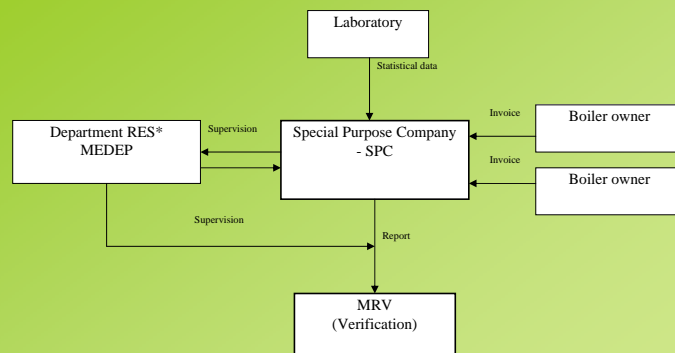 Laboratory
Statistical data
Invoice
Boiler owner
Department RES*
MEDEP
Supervision
Special Purpose Company
- SPC
Invoice
Boiler owner
Supervision
Report
MRV
(Verification)